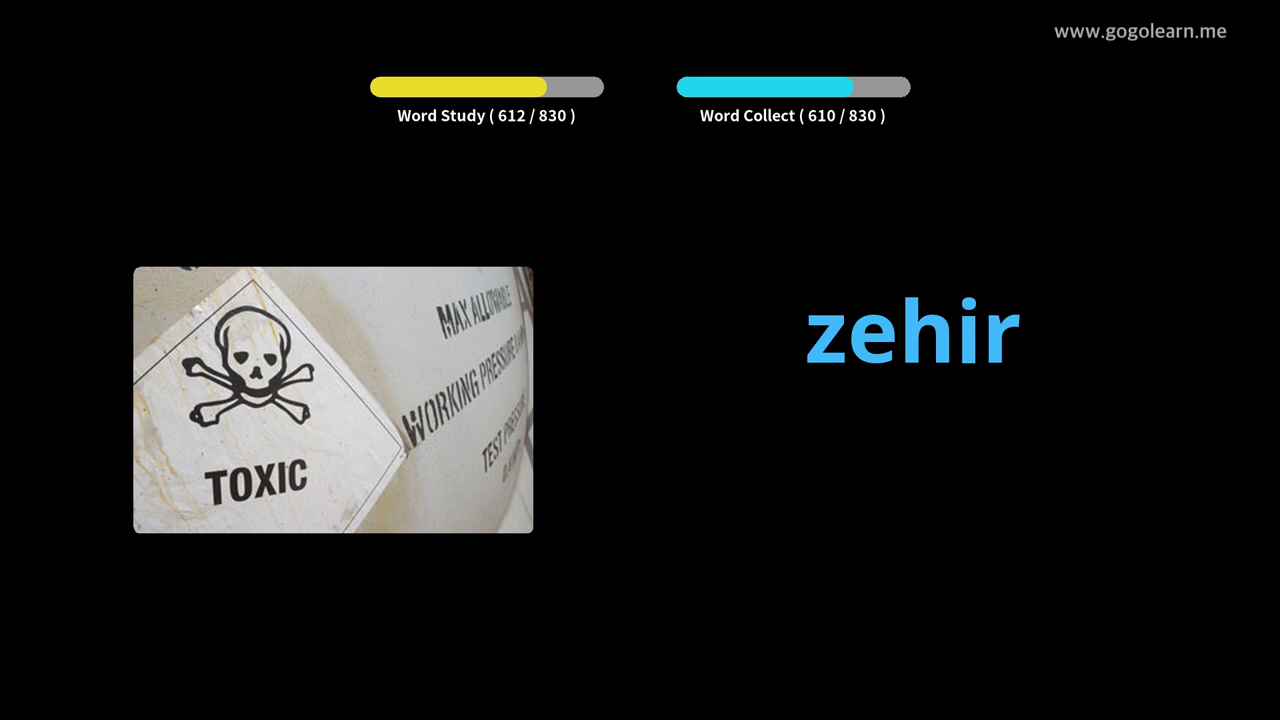 www.gogolearn.me
Word Study ( 612 / 830 )
Word Collect ( 610 / 830 )
TOXIC
MAX ALLOWABLE
WORKING PRESSURE
TEST PRESSURE
zehir